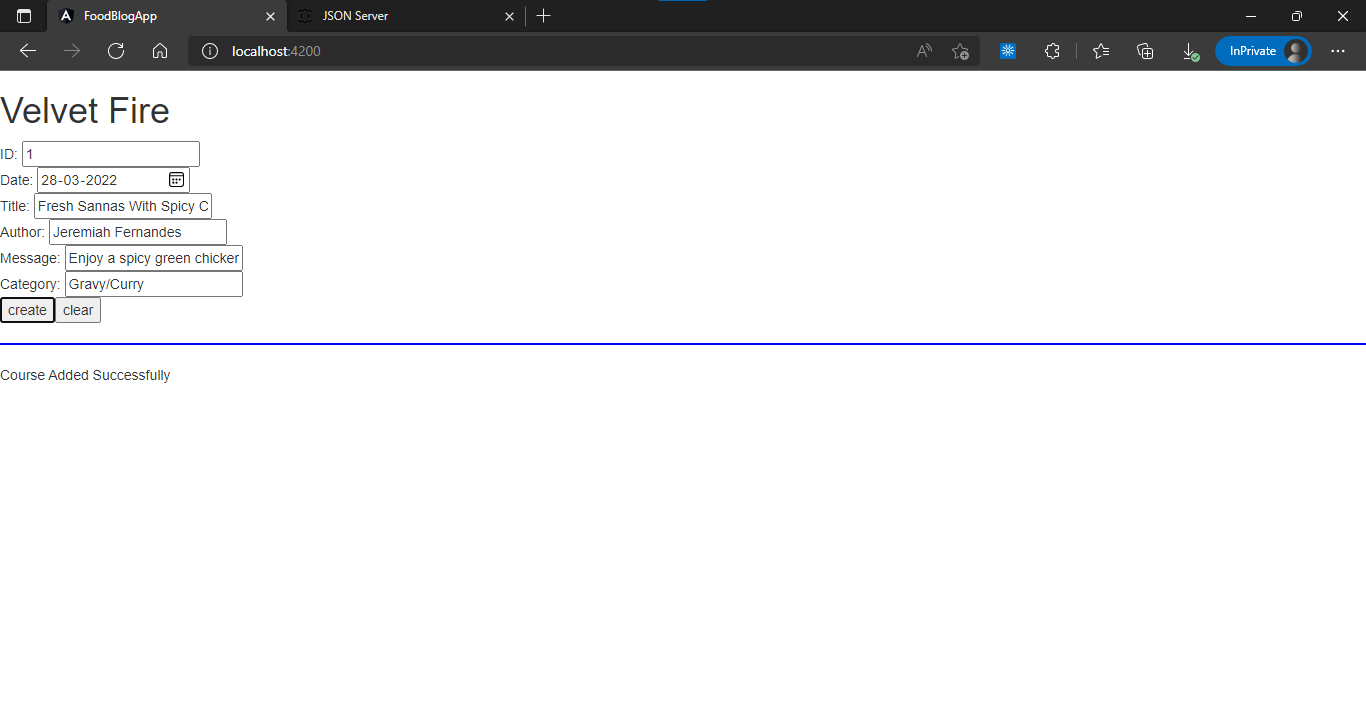 FoodBlogApp
JSON Server
localhost:4200
InPrivate
Velvet Fire
ID: 1
Date: 28-03-2022
Title: Fresh Sannas With Spicy C
Author: Jeremiah Fernandes
Message: Enjoy a spicy green chicker
Category: Gravy/Curry
create clear
Course Added Successfully